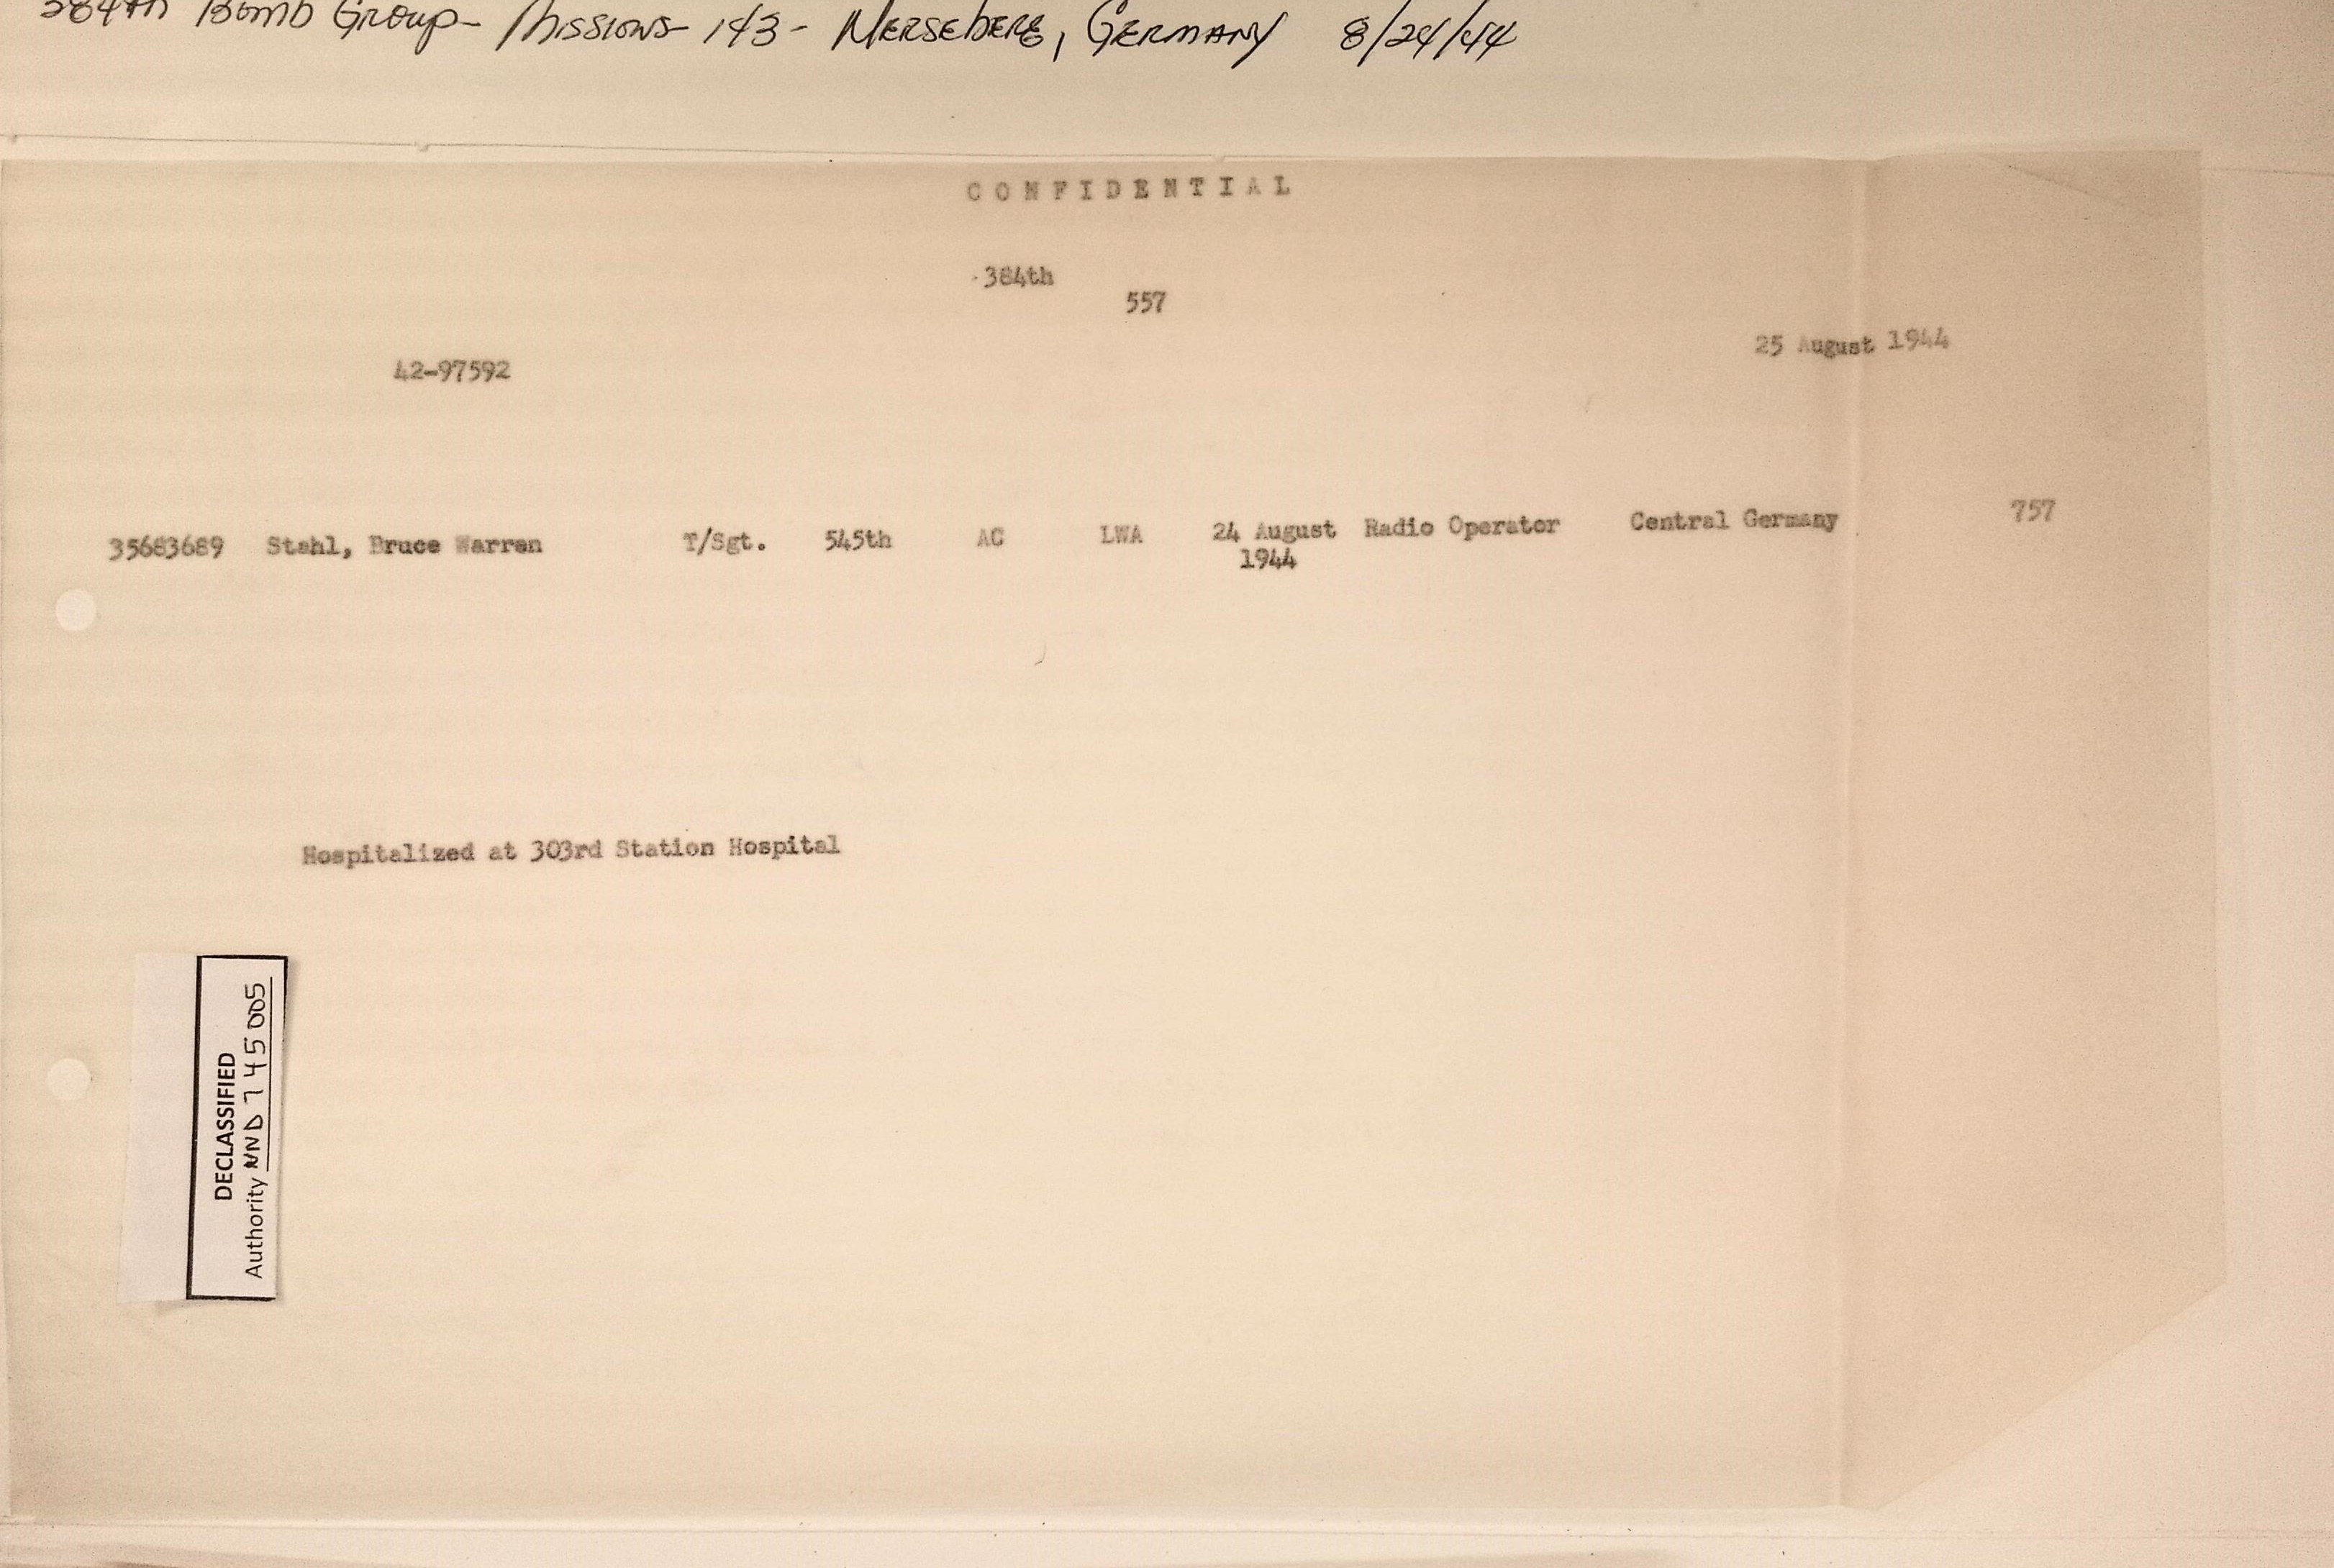 384th Bomb Group - Missions 143 - Merseberg, Germany 8/24/44
CONFIDENTIAL
384th
557
25 August 1944
42-97592
35683689 Stahl, Bruce Warren T/Sgt. 545th AC LWA 24 August 1944 Radio Operator Central Germany 757
Hospitalized at 303rd Station Hospital
DECLASSIFIED
Authority NND 745005